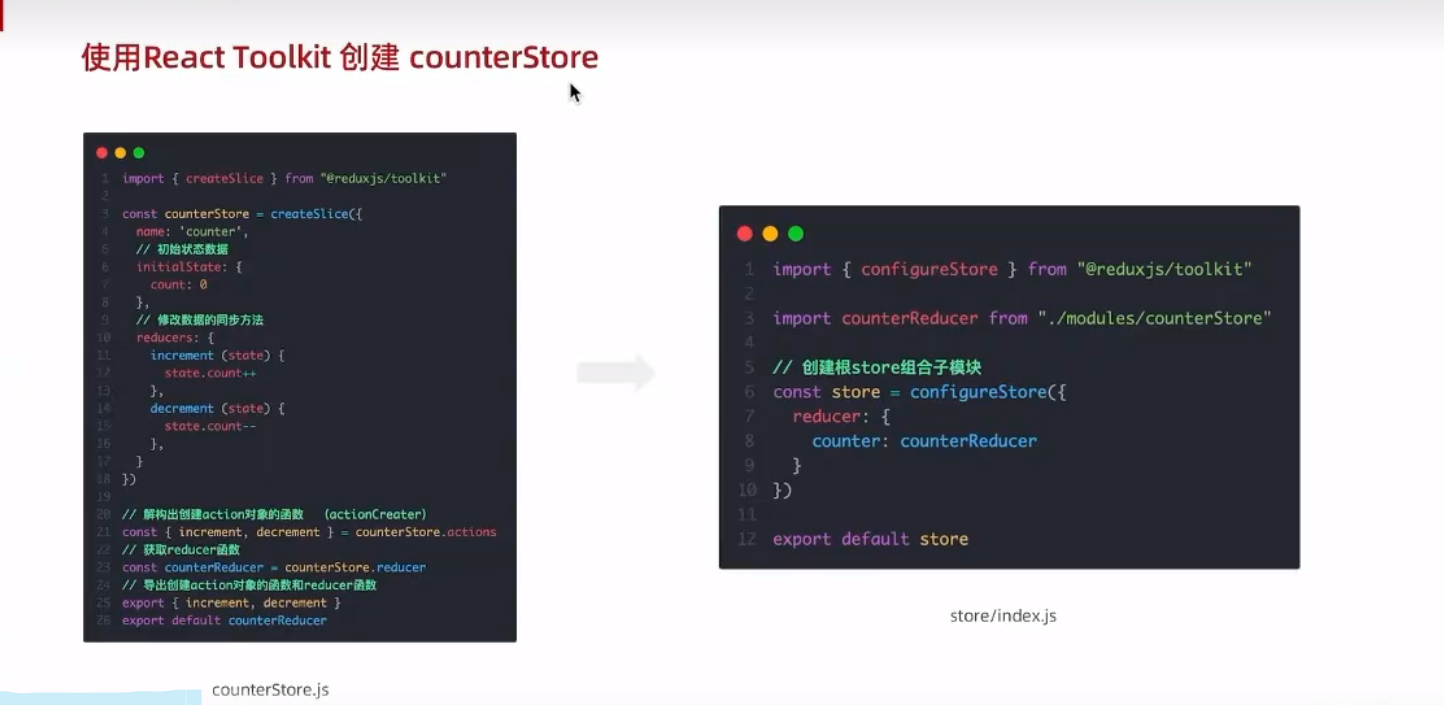 使用React Toolkit 创建 counterStore
1 import { createSlice } from "@reduxjs/toolkit"
2
3 const counterStore = createSlice({
4 name: 'counter',
5 // 初始状态数据
6 initialState: {
7 count: 0
8 },
9 // 修改数据的同步方法
10 reducers: {
11 increment (state) {
12 state.count++
13 },
14 decrement (state) {
15 state.count--
16 },
17 }
18 })
19
20 // 解构出创建action对象的函数 （actionCreater）
21 const { increment, decrement } = counterStore.actions
22 // 获取reducer函数
23 const counterReducer = counterStore.reducer
24 // 导出创建action对象的函数和reducer函数
25 export { increment, decrement }
26 export default counterReducer
counterStore.js
1 import { configureStore } from "@reduxjs/toolkit"
2
3 import counterReducer from "./modules/counterStore"
4
5 // 创建根store组合子模块
6 const store = configureStore({
7 reducer: {
8 counter: counterReducer
9 }
10 })
11
12 export default store
store/index.js